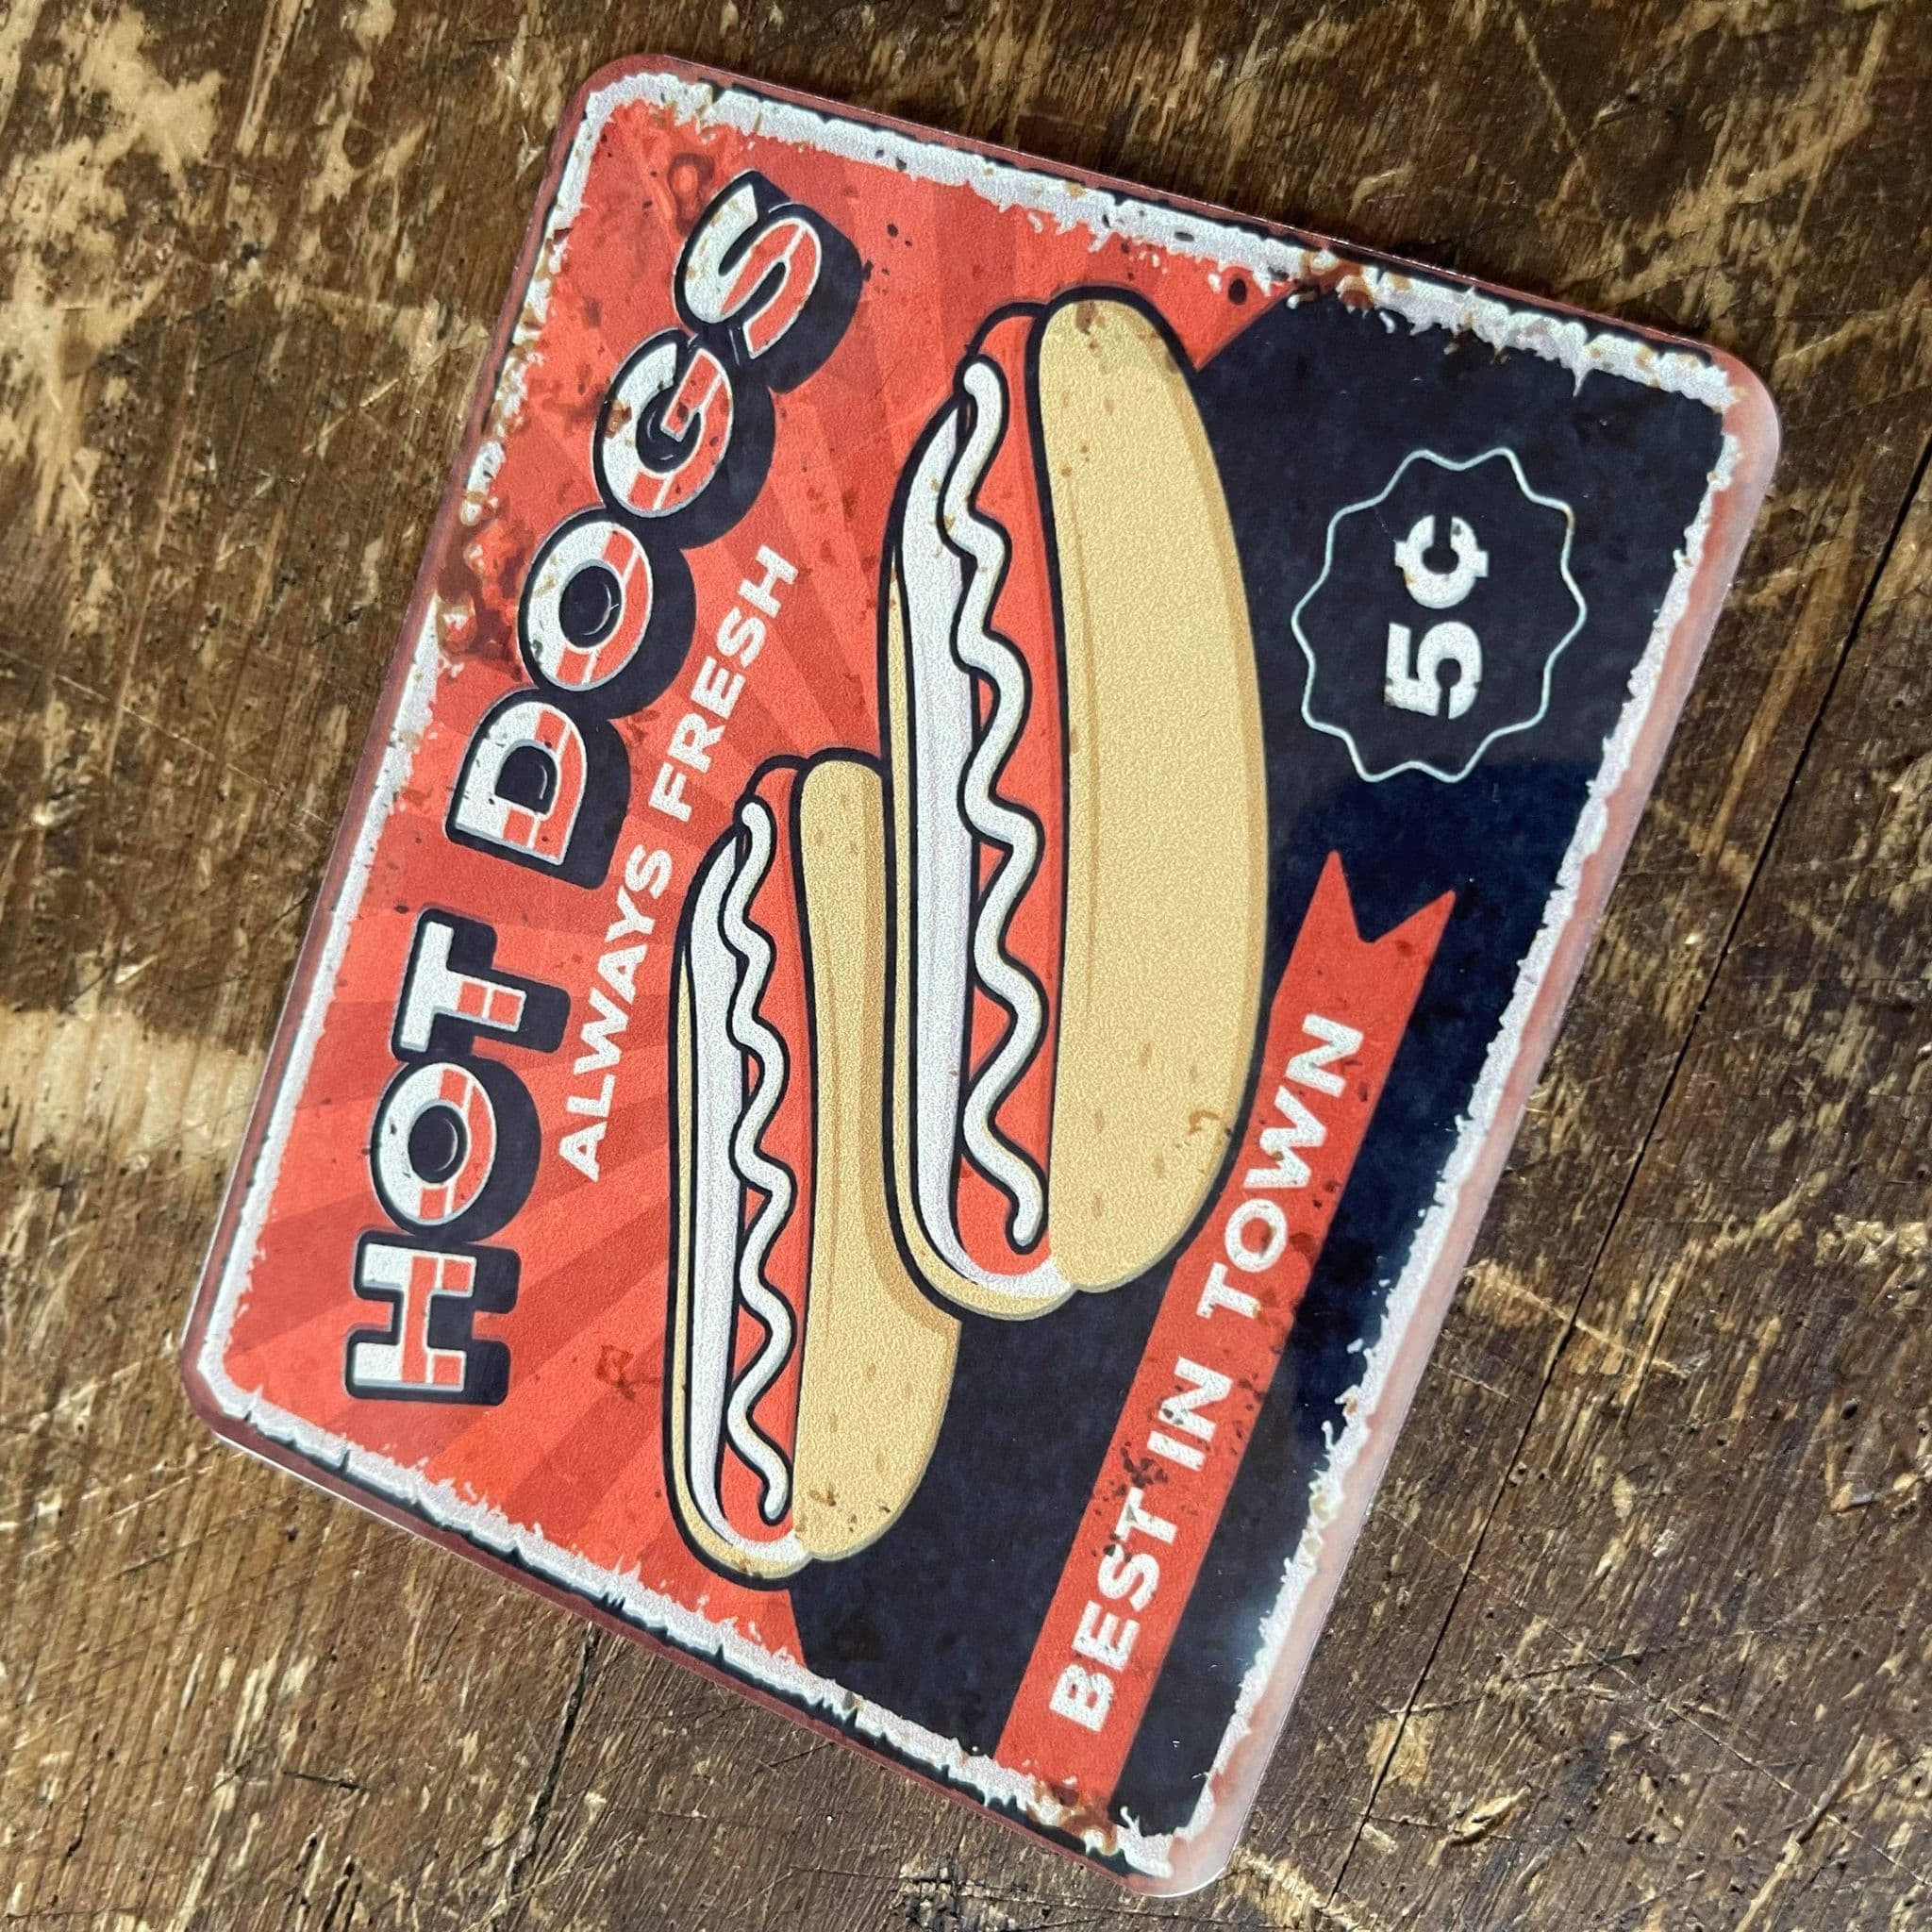 HOT DOGS
ALWAYS FRESH
5¢
BEST IN TOWN